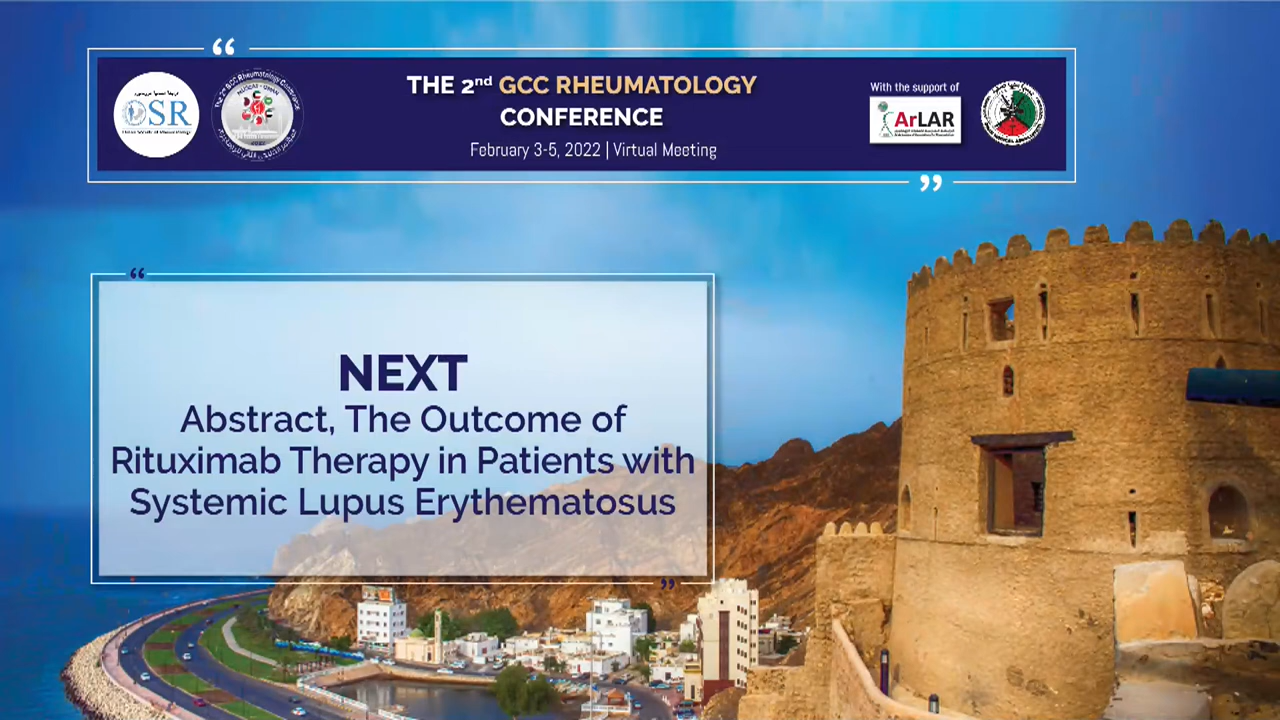 THE 2nd GCC RHEUMATOLOGY
CONFERENCE
February 3-5, 2022 | Virtual Meeting
OSR
With the support of
ArLAR
NEXT
Abstract, The Outcome of
Rituximab Therapy in Patients with
Systemic Lupus Erythematosus